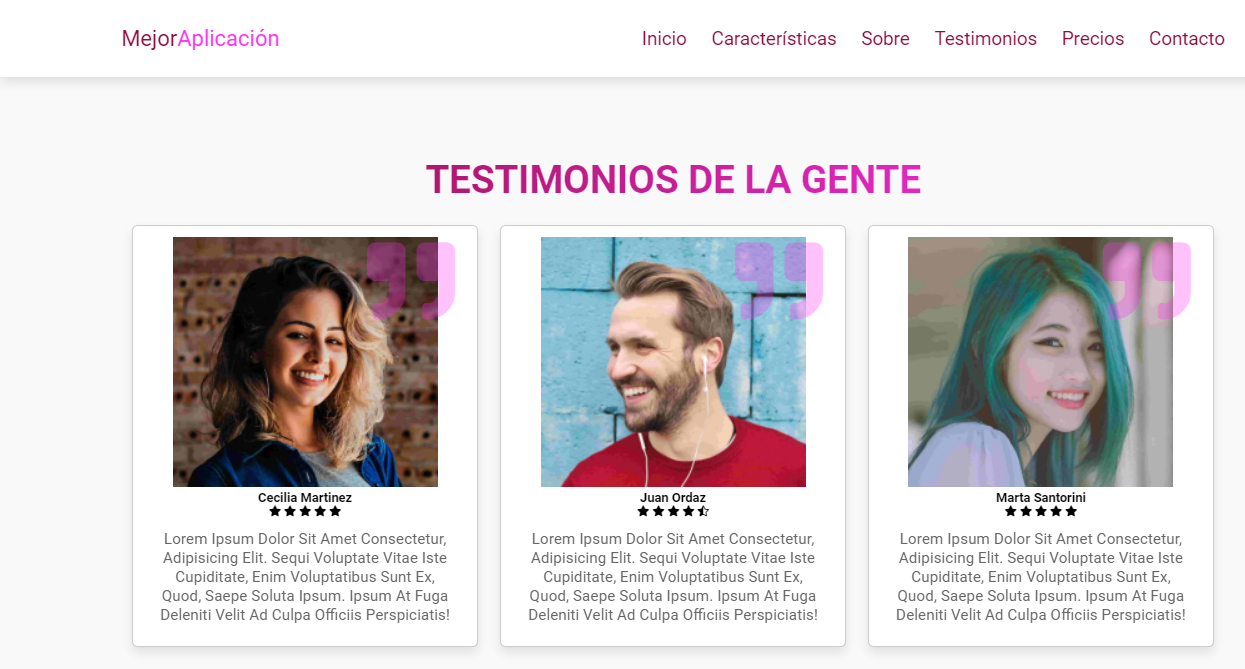 MejorAplicación
Inicio Características Sobre Testimonios Precios Contacto
TESTIMONIOS DE LA GENTE
Cecilia Martinez
Lorem Ipsum Dolor Sit Amet Consectetur,
Adipisicing Elit. Sequi Voluptate Vitae Iste
Cupiditate, Enim Voluptatibus Sunt Ex,
Quod, Saepe Soluta Ipsum. Ipsum At Fuga
Deleniti Velit Ad Culpa Officiis Perspiciatis!
Juan Ordaz
Lorem Ipsum Dolor Sit Amet Consectetur,
Adipisicing Elit. Sequi Voluptate Vitae Iste
Cupiditate, Enim Voluptatibus Sunt Ex,
Quod, Saepe Soluta Ipsum. Ipsum At Fuga
Deleniti Velit Ad Culpa Officiis Perspiciatis!
Marta Santorini
Lorem Ipsum Dolor Sit Amet Consectetur,
Adipisicing Elit. Sequi Voluptate Vitae Iste
Cupiditate, Enim Voluptatibus Sunt Ex,
Quod, Saepe Soluta Ipsum. Ipsum At Fuga
Deleniti Velit Ad Culpa Officiis Perspiciatis!